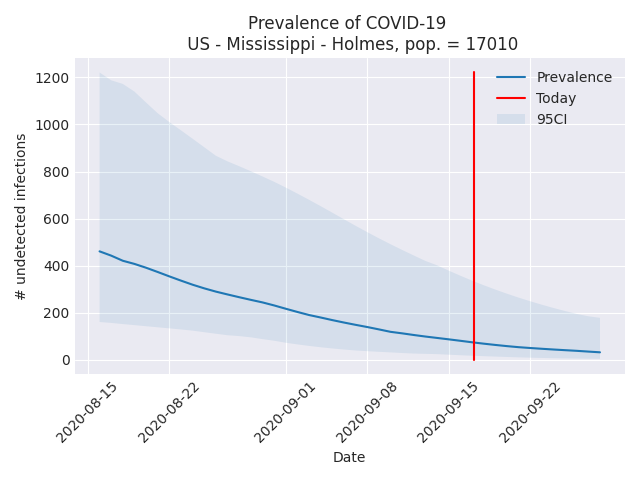 Prevalence of COVID-19
US - Mississippi - Holmes, pop. = 17010
Prevalence
Today
95CI
# undetected infections
1200
1000
800
600
400
200
0
2020-08-15
2020-08-22
2020-09-01
2020-09-08
2020-09-15
2020-09-22
Date